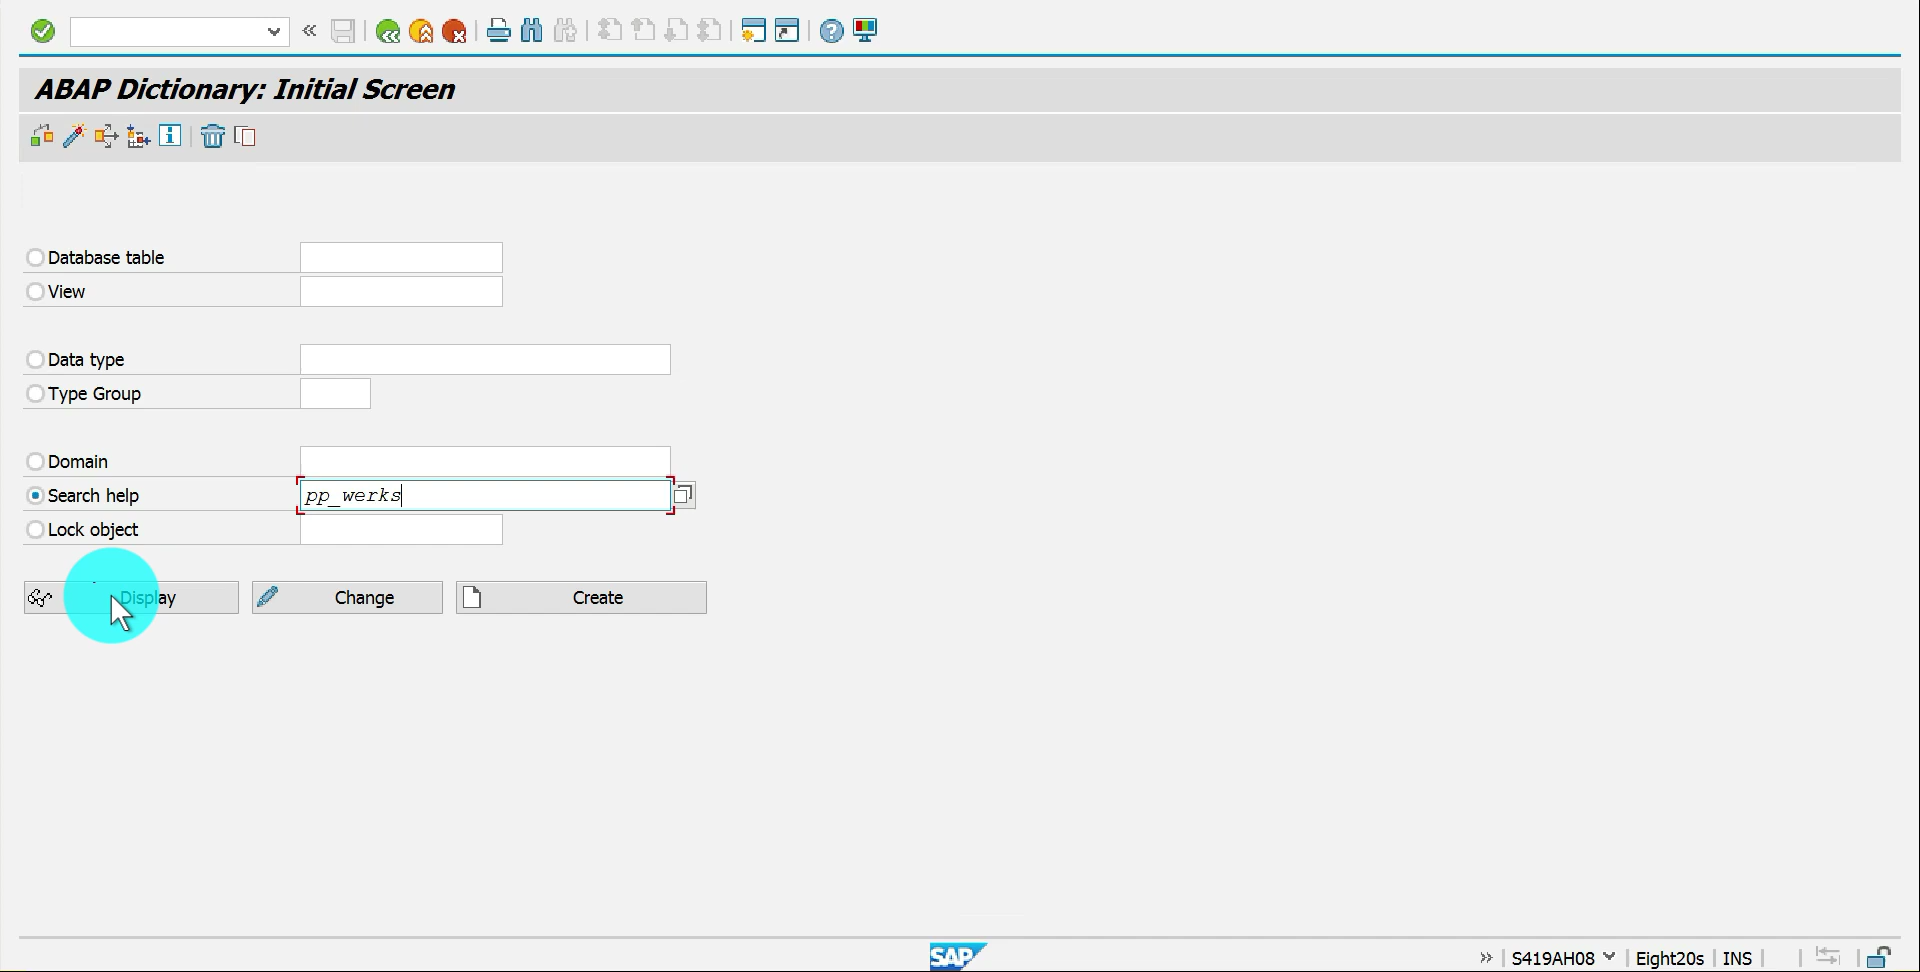 ABAP Dictionary: Initial Screen
Database table
View
Data type
Type Group
Domain
Search help pp_werks
Lock object
Display Change Create
SAP S419AH08 Eight20s INS